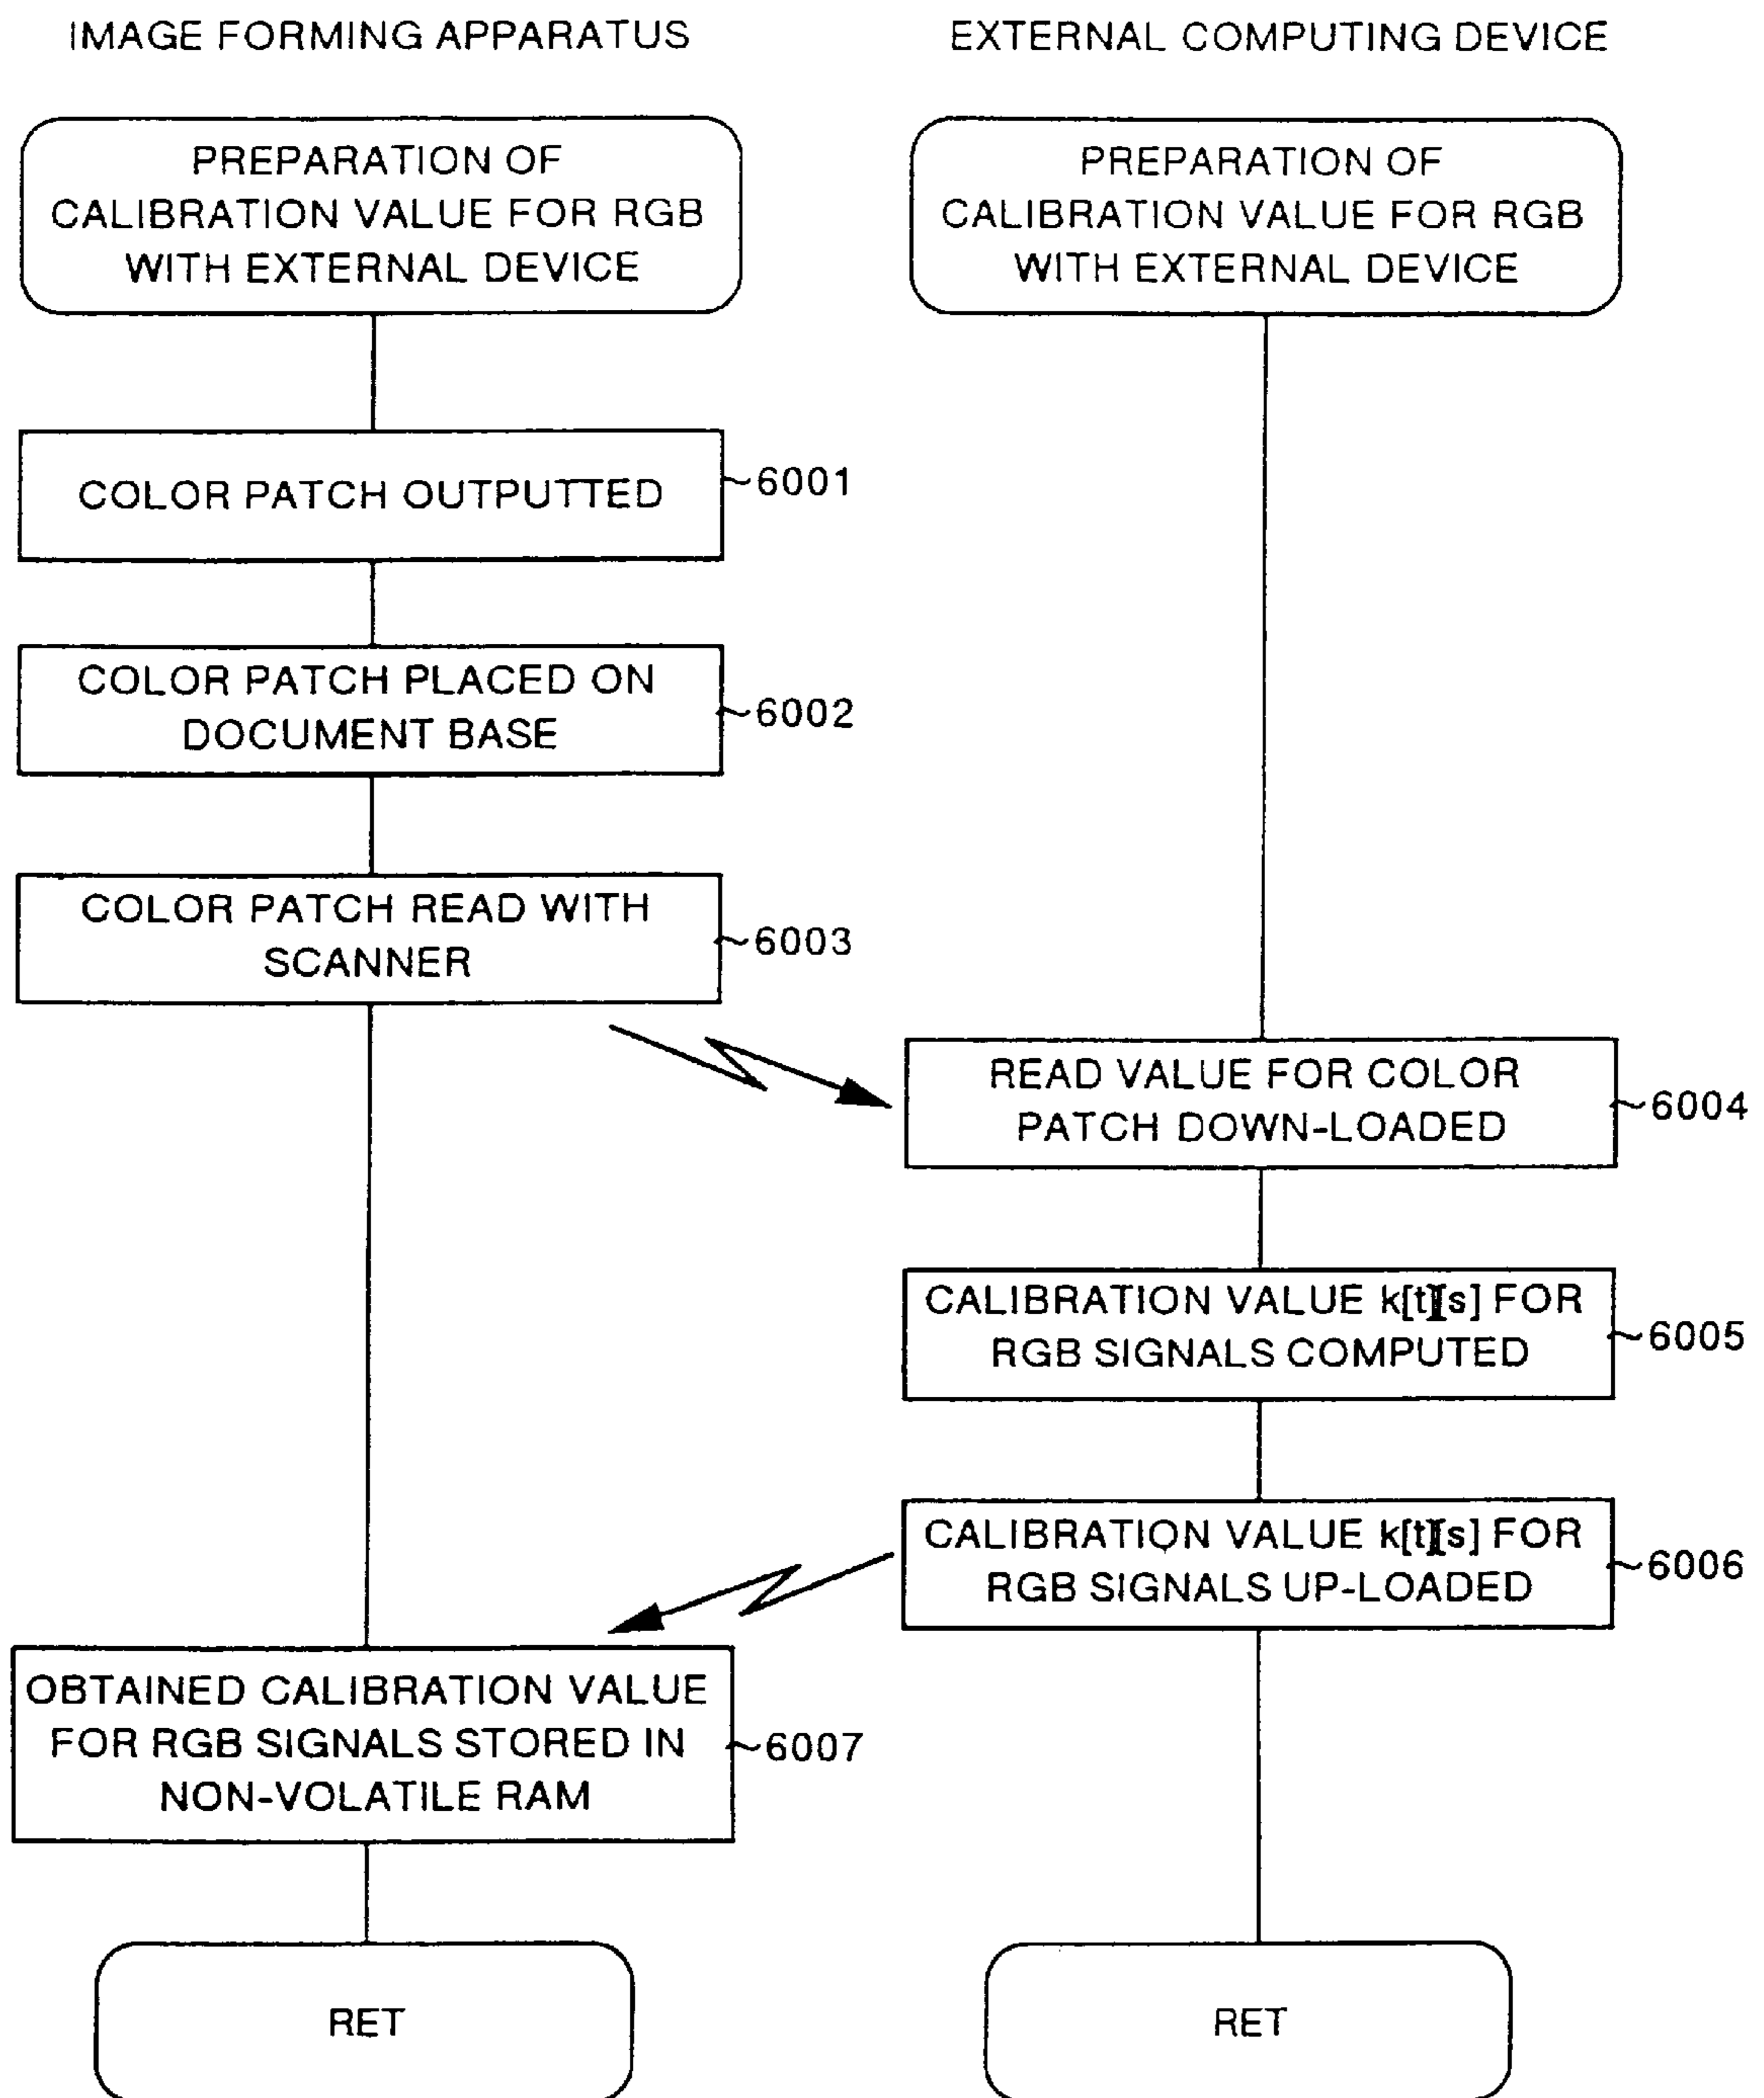 IMAGE FORMING APPARATUS
EXTERNAL COMPUTING DEVICE
PREPARATION OF
CALIBRATION VALUE FOR RGB
WITH EXTERNAL DEVICE
PREPARATION OF
CALIBRATION VALUE FOR RGB
WITH EXTERNAL DEVICE
COLOR PATCH OUTPUTTED
6001
COLOR PATCH PLACED ON
DOCUMENT BASE
6002
COLOR PATCH READ WITH
SCANNER
6003
READ VALUE FOR COLOR
PATCH DOWN-LOADED
6004
CALIBRATION VALUE k[t][s] FOR
RGB SIGNALS COMPUTED
6005
CALIBRATION VALUE k[t][s] FOR
RGB SIGNALS UP-LOADED
6006
OBTAINED CALIBRATION VALUE
FOR RGB SIGNALS STORED IN
NON-VOLATILE RAM
6007
RET
RET